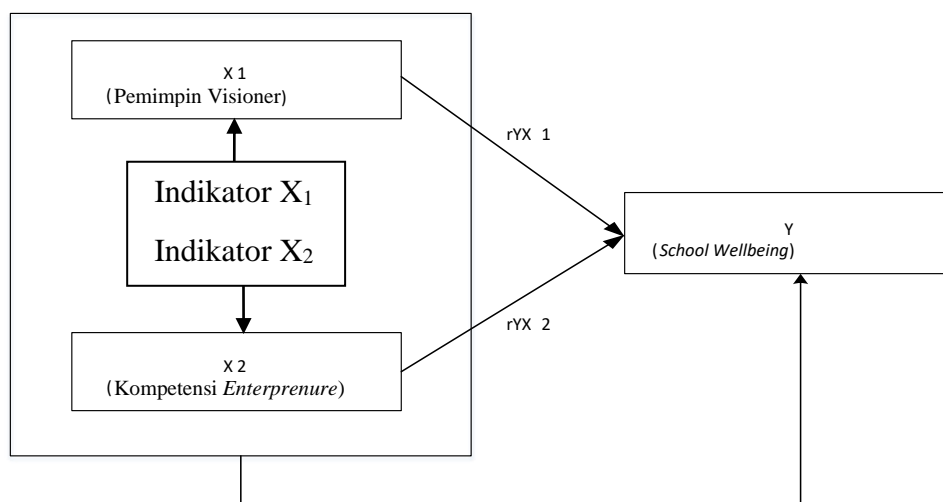 X 1
(Pemimpin Visioner)
rYX 1
Indikator X₁
Indikator X₂
Y
(School Wellbeing)
rYX 2
X 2
(Kompetensi Enterprenure)